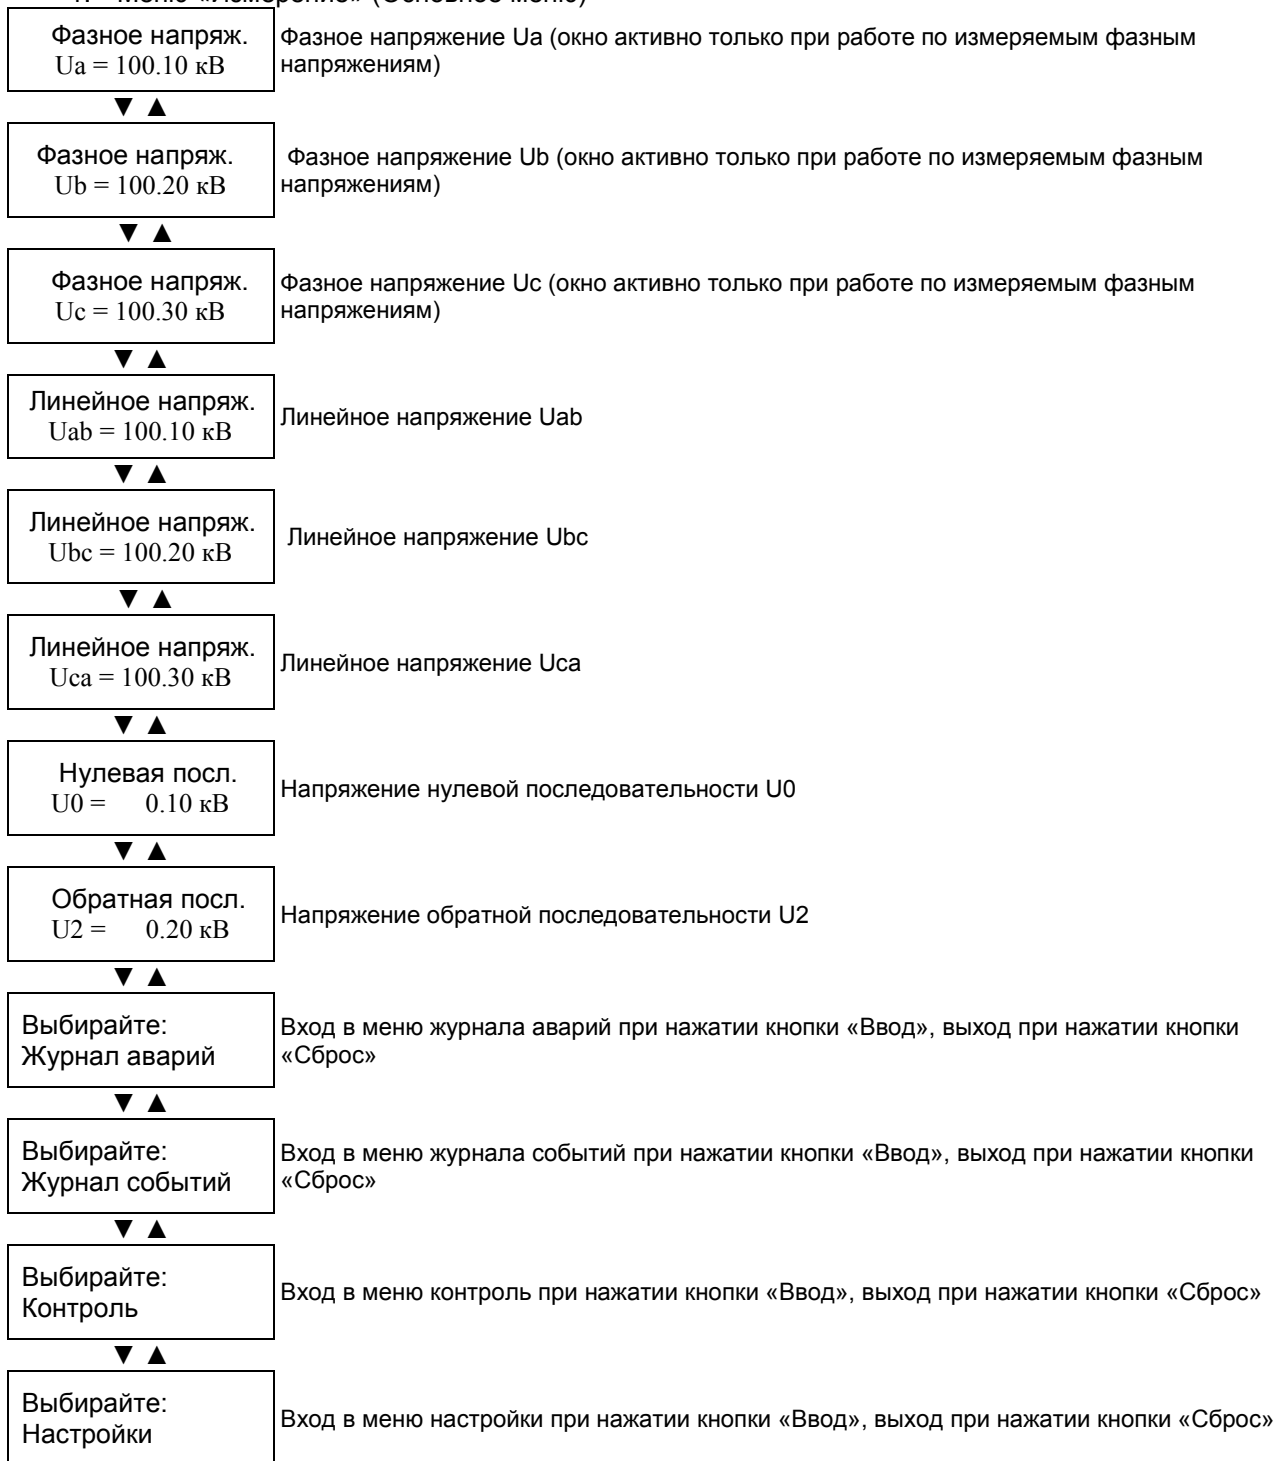 1. Меню «Измерение» (Основное меню)
Фазное напряж.
Ua = 100.10 кВ
Фазное напряжение Ua (окно активно только при работе по измеряемым фазным
напряжениям)
▼ ▲
Фазное напряж.
Ub = 100.20 кВ
Фазное напряжение Ub (окно активно только при работе по измеряемым фазным
напряжениям)
▼ ▲
Фазное напряж.
Uc = 100.30 кВ
Фазное напряжение Uc (окно активно только при работе по измеряемым фазным
напряжениям)
▼ ▲
Линейное напряж.
Uab = 100.10 кВ
Линейное напряжение Uab
▼ ▲
Линейное напряж.
Ubc = 100.20 кВ
Линейное напряжение Ubc
▼ ▲
Линейное напряж.
Uca = 100.30 кВ
Линейное напряжение Uca
▼ ▲
Нулевая посл.
U0 = 0.10 кВ
Напряжение нулевой последовательности U0
▼ ▲
Обратная посл.
U2 = 0.20 кВ
Напряжение обратной последовательности U2
▼ ▲
Выбирайте:
Журнал аварий
Вход в меню журнала аварий при нажатии кнопки «Ввод», выход при нажатии кнопки
«Сброс»
▼ ▲
Выбирайте:
Журнал событий
Вход в меню журнала событий при нажатии кнопки «Ввод», выход при нажатии кнопки
«Сброс»
▼ ▲
Выбирайте:
Контроль
Вход в меню контроль при нажатии кнопки «Ввод», выход при нажатии кнопки «Сброс»
▼ ▲
Выбирайте:
Настройки
Вход в меню настройки при нажатии кнопки «Ввод», выход при нажатии кнопки «Сброс»